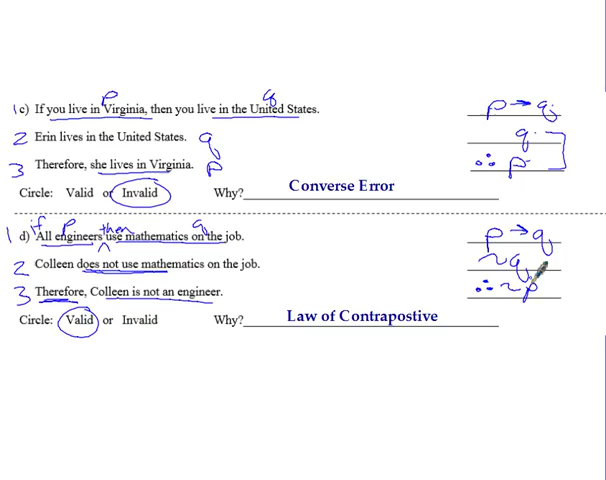 p q
1 c) If you live in Virginia, then you live in the United States. p → q
2 Erin lives in the United States. q q
3 Therefore, she lives in Virginia. p ∴ p
Circle: Valid or Invalid Why? Converse Error
if p then q
1 d) All engineers use mathematics on the job. p → q
2 Colleen does not use mathematics on the job. ~q
3 Therefore, Colleen is not an engineer. ∴ ~p
Circle: Valid or Invalid Why? Law of Contrapostive